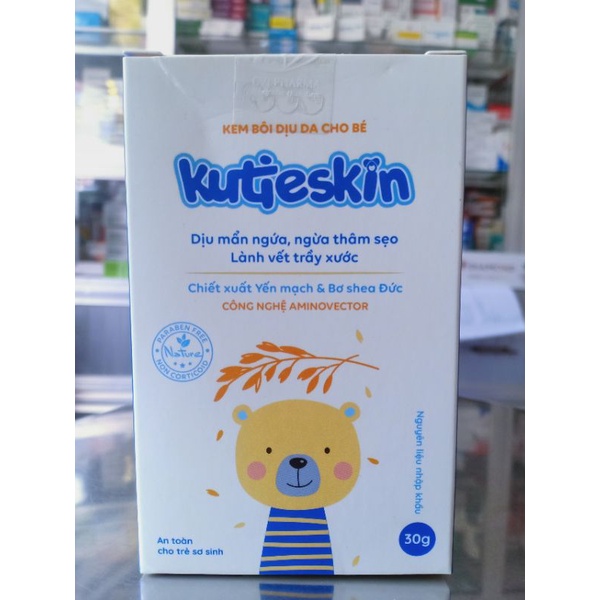 KEM BÔI DỊU DA CHO BÉ
Kutieskin
Dịu mẩn ngứa, ngừa thâm sẹo
Lành vết trầy xước
Chiết xuất Yến mạch & Bơ shea Đức
CÔNG NGHỆ AMINOVECTOR
PARABEN FREE
Nature
NON CORTICOID
Nguyên liệu nhập khẩu
An toàn
cho trẻ sơ sinh
30g